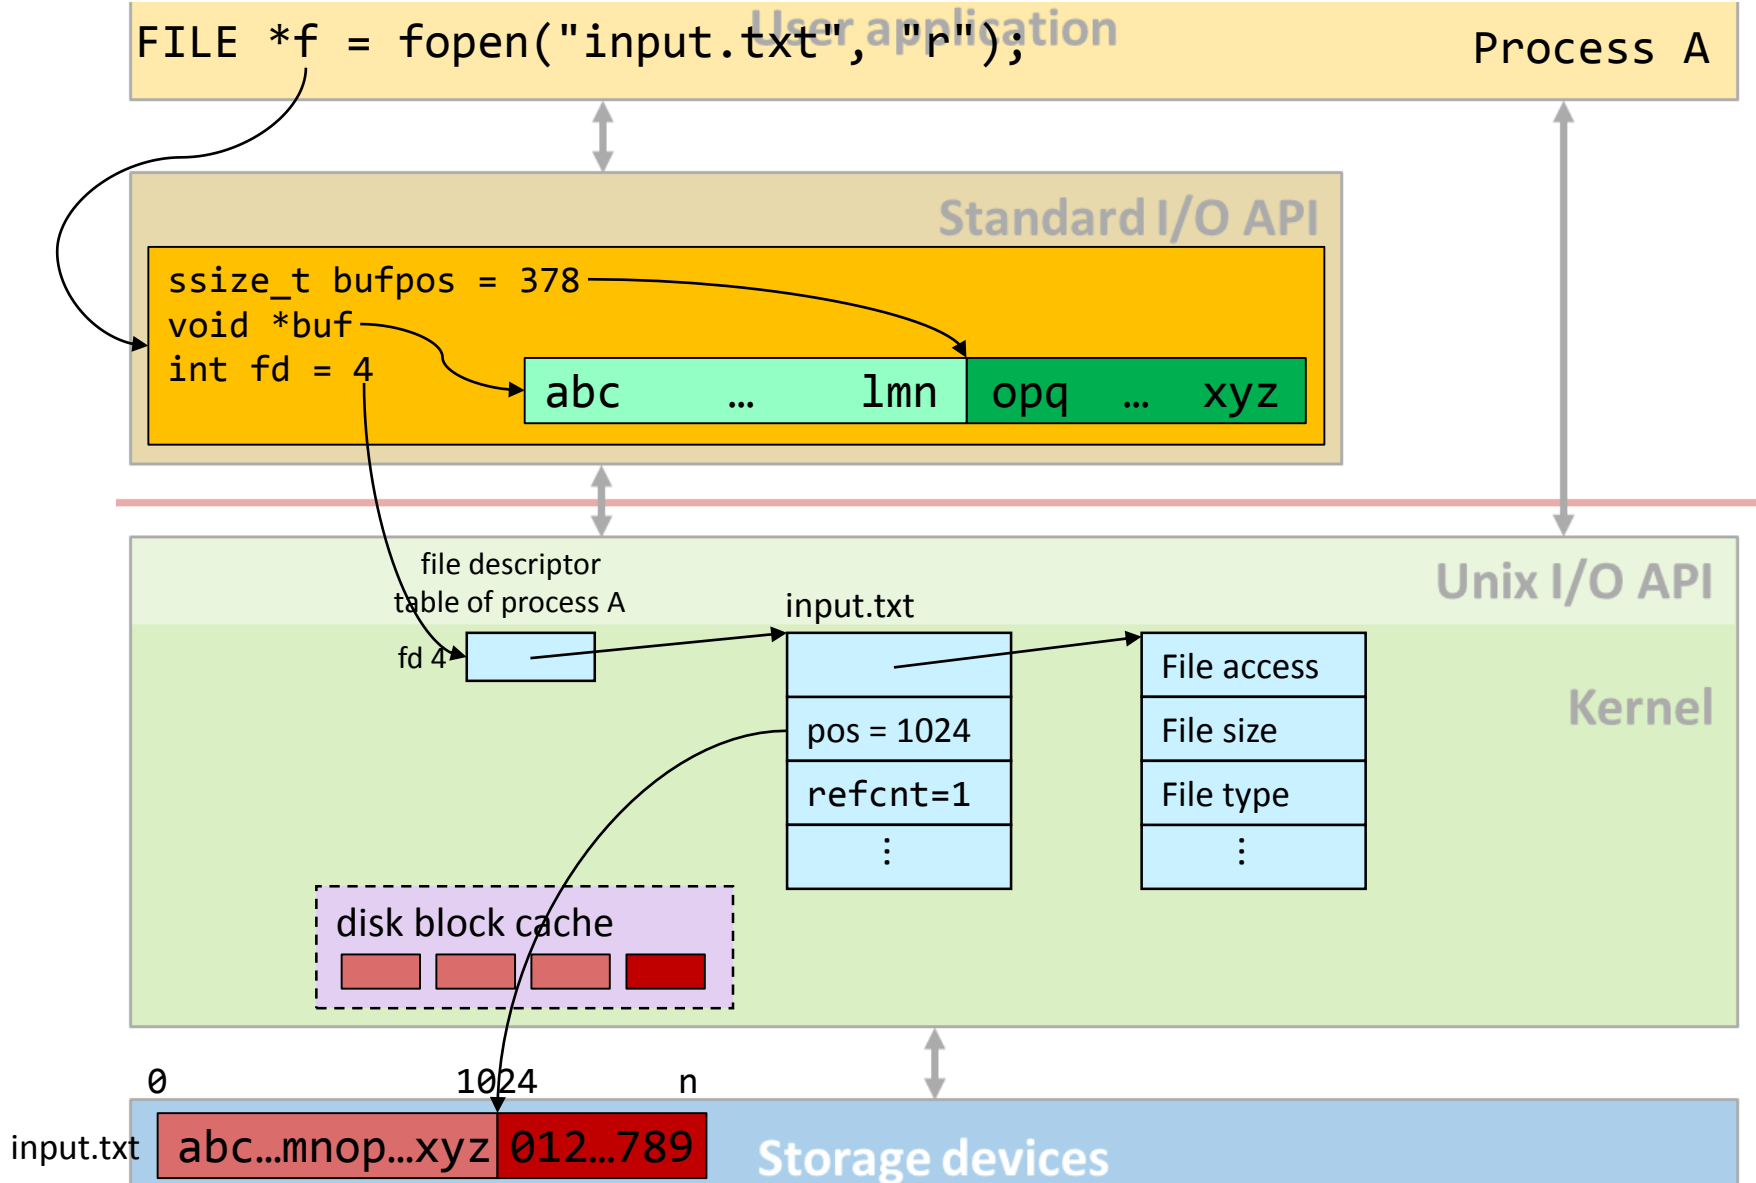 User application
FILE *f = fopen("input.txt", "r");
Process A
Standard I/O API
ssize_t bufpos = 378
void *buf
int fd = 4
abc … lmn opq … xyz
file descriptor
table of process A
Unix I/O API
input.txt
fd 4
File access
Kernel
pos = 1024
File size
refcnt=1
File type
⋮
⋮
disk block cache
0 1024 n
input.txt
abc…mnop…xyz 012…789
Storage devices